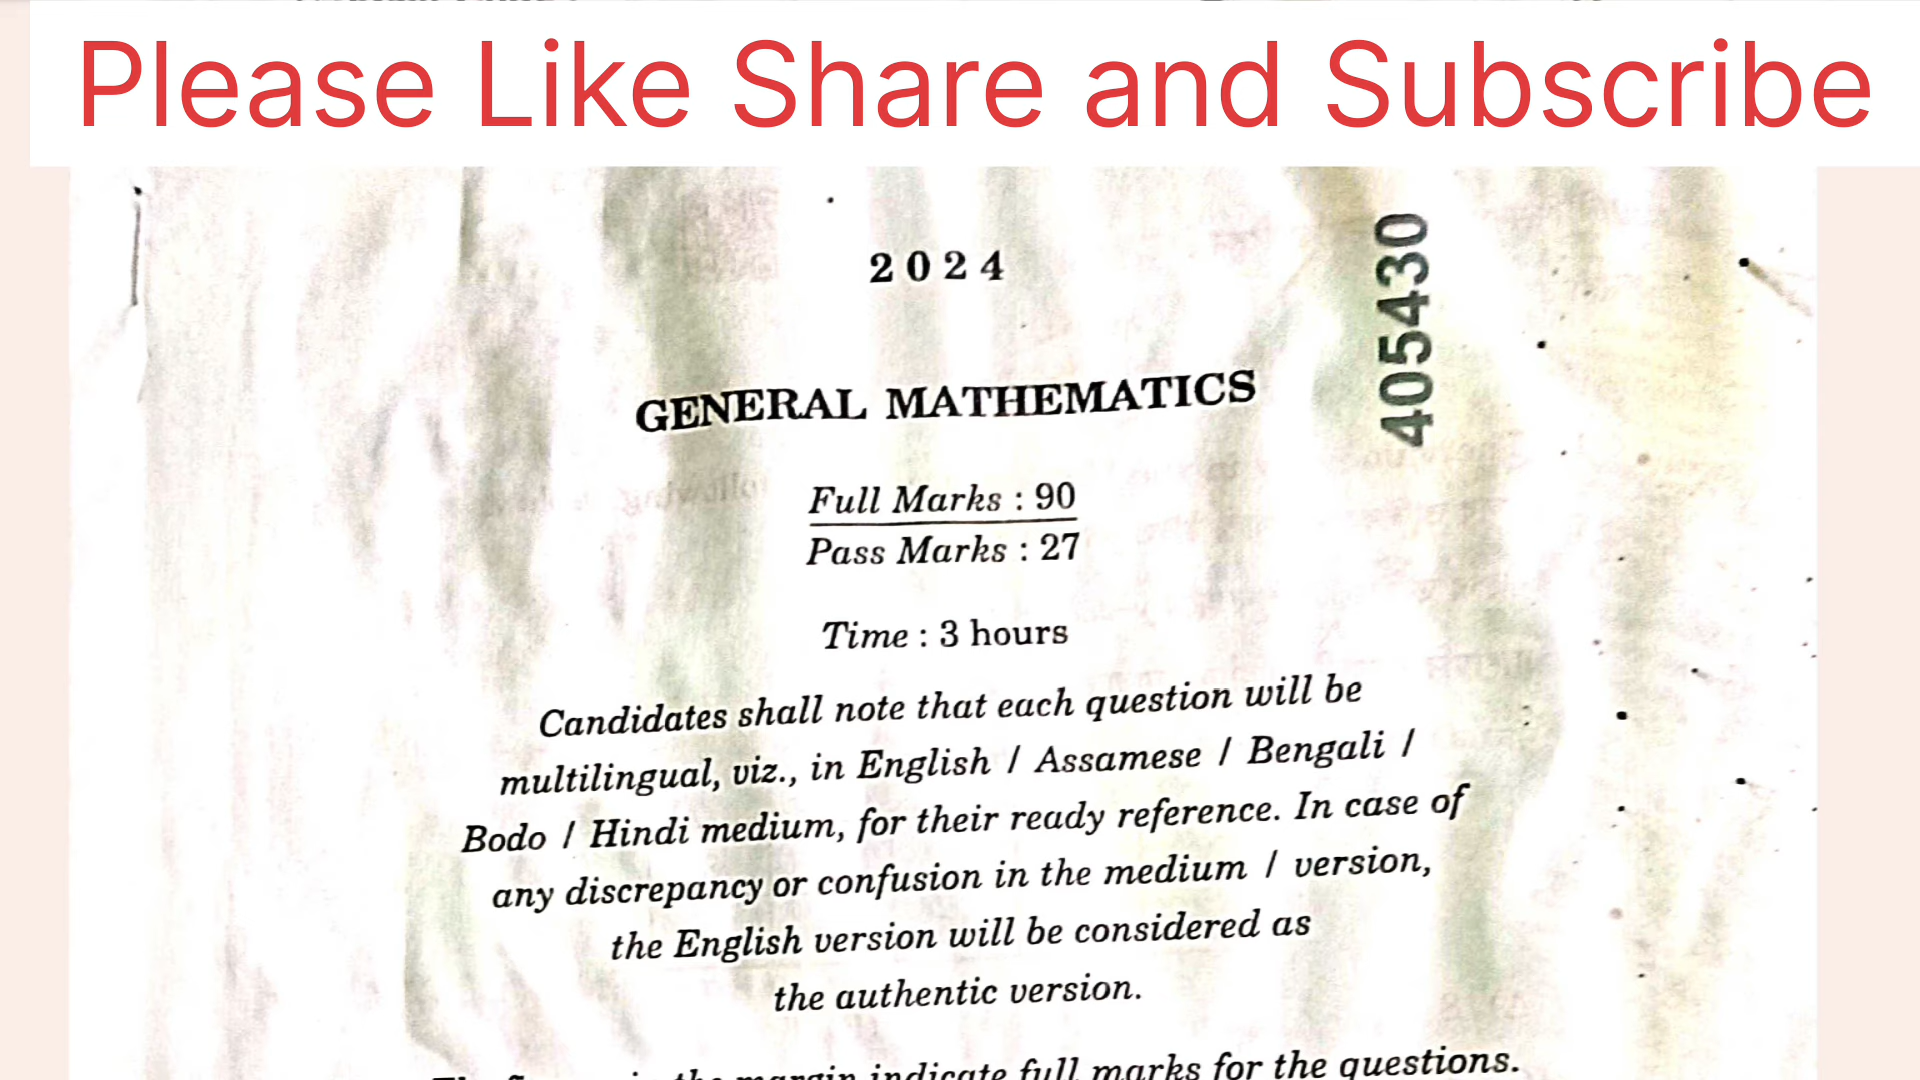 Please Like Share and Subscribe
2024
405430
GENERAL MATHEMATICS
Full Marks : 90
Pass Marks : 27
Time : 3 hours
Candidates shall note that each question will be
multilingual, viz., in English / Assamese / Bengali /
Bodo / Hindi medium, for their ready reference. In case of
any discrepancy or confusion in the medium / version,
the English version will be considered as
the authentic version.
the margin indicate full marks for the questions.